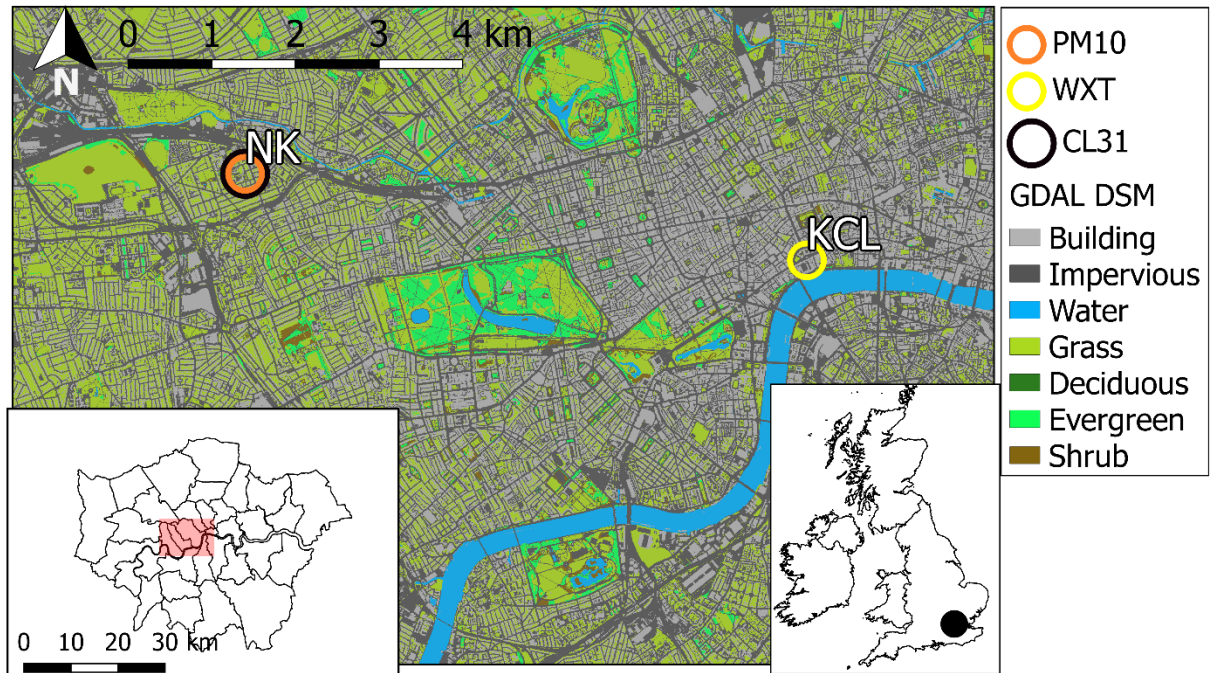 0 1 2 3 4 km
N
NK
KCL
PM10
WXT
CL31
GDAL DSM
Building
Impervious
Water
Grass
Deciduous
Evergreen
Shrub
0 10 20 30 km